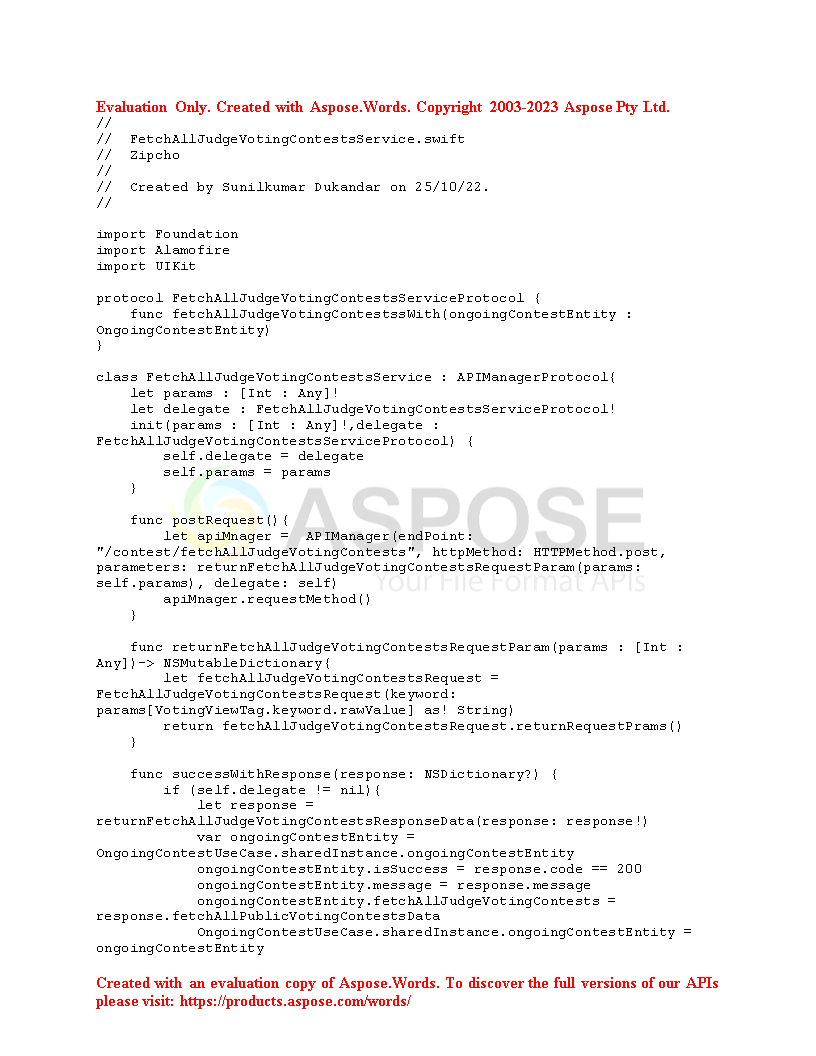 Evaluation Only. Created with Aspose.Words. Copyright 2003-2023 Aspose Pty Ltd.
//
//  FetchAllJudgeVotingContestsService.swift
//  Zipcho
//
//  Created by Sunilkumar Dukandar on 25/10/22.
//

import Foundation
import Alamofire
import UIKit

protocol FetchAllJudgeVotingContestsServiceProtocol {
    func fetchAllJudgeVotingContestssWith(ongoingContestEntity :
OngoingContestEntity)
}

class FetchAllJudgeVotingContestsService : APIManagerProtocol{
    let params : [Int : Any]!
    let delegate : FetchAllJudgeVotingContestsServiceProtocol!
    init(params : [Int : Any]!,delegate :
FetchAllJudgeVotingContestsServiceProtocol) {
        self.delegate = delegate
        self.params = params
    }

    func postRequest(){
        let apiMnager =  APIManager(endPoint:
"/contest/fetchAllJudgeVotingContests", httpMethod: HTTPMethod.post,
parameters: returnFetchAllJudgeVotingContestsRequestParam(params:
self.params), delegate: self)
        apiMnager.requestMethod()
    }

    func returnFetchAllJudgeVotingContestsRequestParam(params : [Int :
Any])-> NSMutableDictionary{
        let fetchAllJudgeVotingContestsRequest =
FetchAllJudgeVotingContestsRequest(keyword:
params[VotingViewTag.keyword.rawValue] as! String)
        return fetchAllJudgeVotingContestsRequest.returnRequestPrams()
    }

    func successWithResponse(response: NSDictionary?) {
        if (self.delegate != nil){
            let response =
returnFetchAllJudgeVotingContestsResponseData(response: response!)
            var ongoingContestEntity =
OngoingContestUseCase.sharedInstance.ongoingContestEntity
            ongoingContestEntity.isSuccess = response.code == 200
            ongoingContestEntity.message = response.message
            ongoingContestEntity.fetchAllJudgeVotingContests =
response.fetchAllPublicVotingContestsData
            OngoingContestUseCase.sharedInstance.ongoingContestEntity =
ongoingContestEntity
ASPOSE
Your File Format APIs
Created with an evaluation copy of Aspose.Words. To discover the full versions of our APIs
please visit: https://products.aspose.com/words/